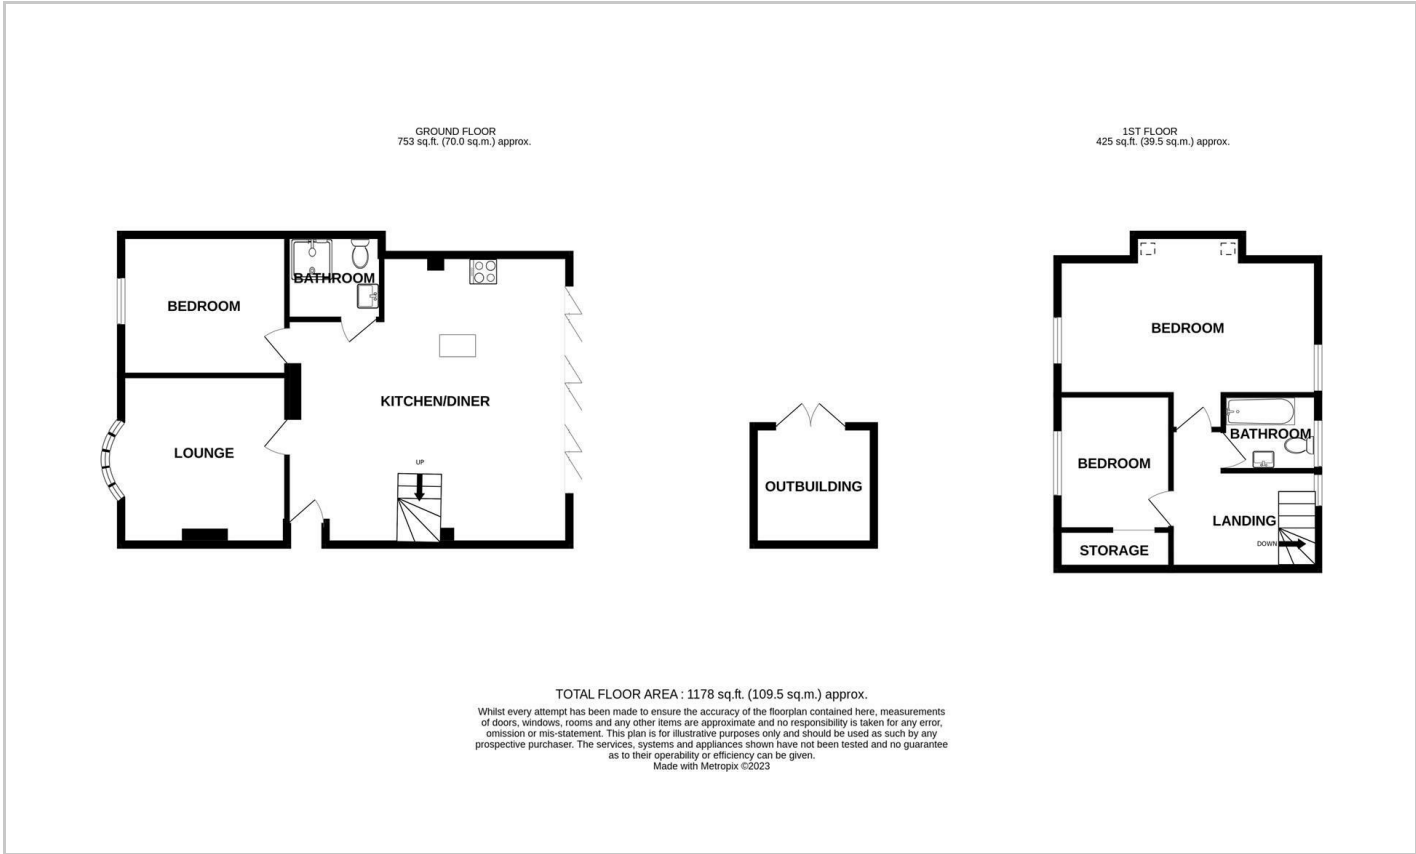 GROUND FLOOR
753 sq.ft. (70.0 sq.m.) approx.
1ST FLOOR
425 sq.ft. (39.5 sq.m.) approx.
BATHROOM
BEDROOM
KITCHEN/DINER
LOUNGE
UP
OUTBUILDING
BEDROOM
BATHROOM
BEDROOM
LANDING
DOWN
STORAGE
TOTAL FLOOR AREA : 1178 sq.ft. (109.5 sq.m.) approx.
Whilst every attempt has been made to ensure the accuracy of the floorplan contained here, measurements
of doors, windows, rooms and any other items are approximate and no responsibility is taken for any error,
omission or mis-statement. This plan is for illustrative purposes only and should be used as such by any
prospective purchaser. The services, systems and appliances shown have not been tested and no guarantee
as to their operability or efficiency can be given.
Made with Metropix ©2023